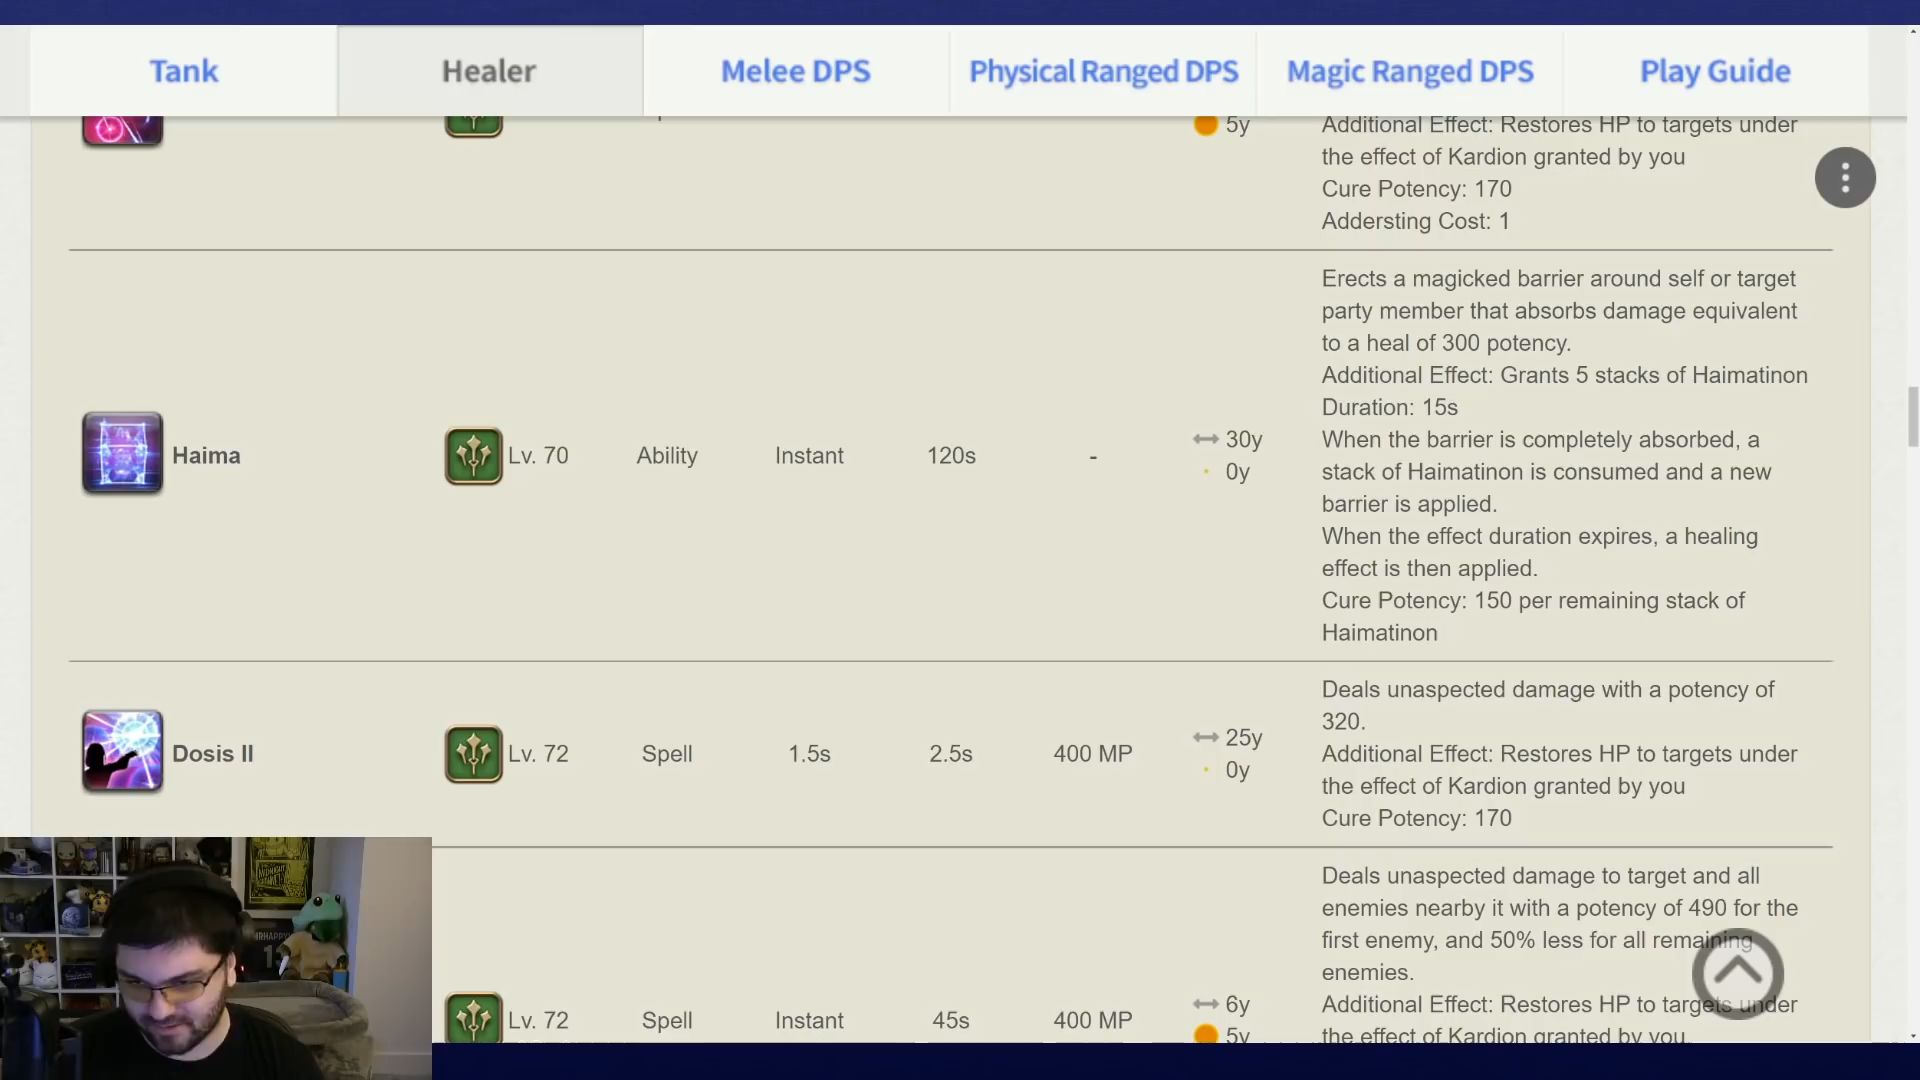 Tank
Healer
Melee DPS
Physical Ranged DPS
Magic Ranged DPS
Play Guide
5y
Additional Effect: Restores HP to targets under
the effect of Kardion granted by you
Cure Potency: 170
Addersting Cost: 1
Haima
Lv. 70
Ability
Instant
120s
-
30y
0y
Erects a magicked barrier around self or target
party member that absorbs damage equivalent
to a heal of 300 potency.
Additional Effect: Grants 5 stacks of Haimatinon
Duration: 15s
When the barrier is completely absorbed, a
stack of Haimatinon is consumed and a new
barrier is applied.
When the effect duration expires, a healing
effect is then applied.
Cure Potency: 150 per remaining stack of
Haimatinon
Dosis II
Lv. 72
Spell
1.5s
2.5s
400 MP
25y
0y
Deals unaspected damage with a potency of
320.
Additional Effect: Restores HP to targets under
the effect of Kardion granted by you
Cure Potency: 170
Lv. 72
Spell
Instant
45s
400 MP
6y
5y
Deals unaspected damage to target and all
enemies nearby it with a potency of 490 for the
first enemy, and 50% less for all remaining
enemies.
Additional Effect: Restores HP to targets under
the effect of Kardion granted by you